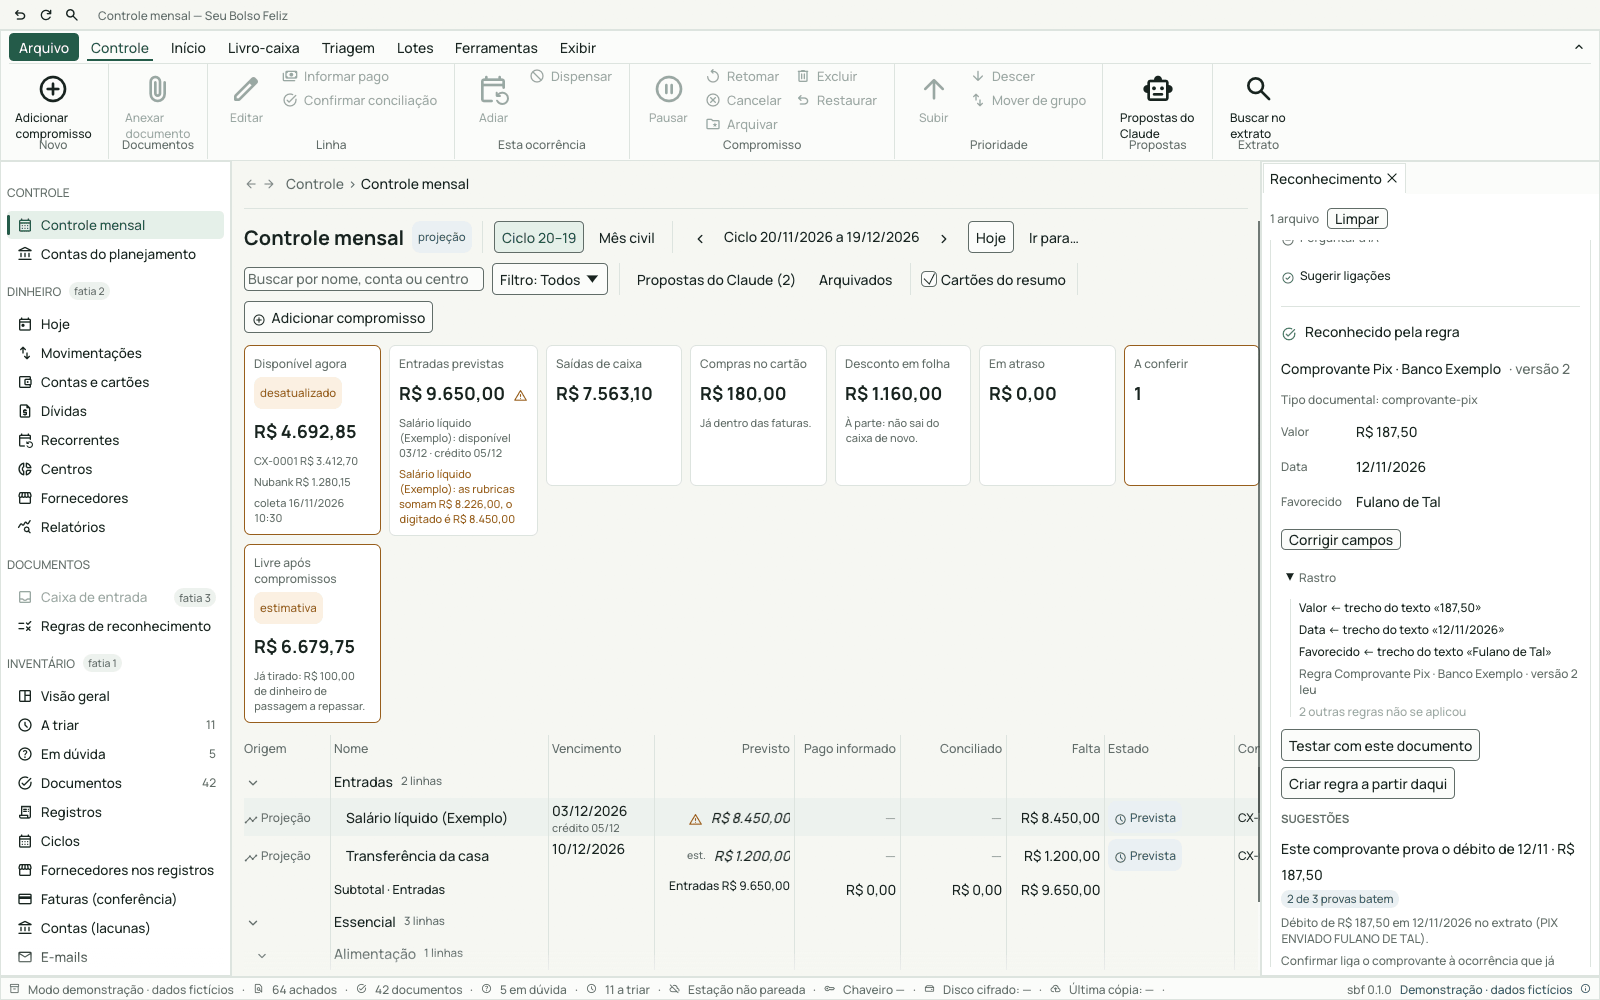 Controle mensal — Seu Bolso Feliz
Arquivo Controle Início Livro-caixa Triagem Lotes Ferramentas Exibir
Adicionar compromisso
Novo
Anexar documento
Documentos
Editar
Informar pago
Confirmar conciliação
Linha
Adiar
Dispensar
Esta ocorrência
Pausar
Retomar
Cancelar
Arquivar
Excluir
Restaurar
Compromisso
Subir
Descer
Mover de grupo
Prioridade
Propostas do Claude
Propostas
Buscar no extrato
Extrato
CONTROLE
Controle mensal
Contas do planejamento
DINHEIRO fatia 2
Hoje
Movimentações
Contas e cartões
Dívidas
Recorrentes
Centros
Fornecedores
Relatórios
DOCUMENTOS
Caixa de entrada fatia 3
Regras de reconhecimento
INVENTÁRIO fatia 1
Visão geral
A triar 11
Em dúvida 5
Documentos 42
Registros
Ciclos
Fornecedores nos registros
Faturas (conferência)
Contas (lacunas)
E-mails
← → Controle › Controle mensal
Controle mensal projeção Ciclo 20–19 Mês civil ‹ Ciclo 20/11/2026 a 19/12/2026 › Hoje Ir para…
Buscar por nome, conta ou centro Filtro: Todos ▼ Propostas do Claude (2) Arquivados Cartões do resumo
Adicionar compromisso
Disponível agora
desatualizado
R$ 4.692,85
CX-0001 R$ 3.412,70
Nubank R$ 1.280,15
coleta 16/11/2026
10:30
Entradas previstas
R$ 9.650,00
Salário líquido
(Exemplo): disponível
03/12 · crédito 05/12
Salário líquido
(Exemplo): as rubricas
somam R$ 8.226,00, o
digitado é R$ 8.450,00
Saídas de caixa
R$ 7.563,10
Compras no cartão
R$ 180,00
Já dentro das faturas.
Desconto em folha
R$ 1.160,00
À parte: não sai do
caixa de novo.
Em atraso
R$ 0,00
A conferir
1
Livre após
compromissos
estimativa
R$ 6.679,75
Já tirado: R$ 100,00
de dinheiro de
passagem a repassar.
Origem Nome Vencimento Previsto Pago informado Conciliado Falta Estado Cor
Entradas 2 linhas
Projeção Salário líquido (Exemplo) 03/12/2026 R$ 8.450,00 — — R$ 8.450,00 Prevista CX-
crédito 05/12
Projeção Transferência da casa 10/12/2026 est. R$ 1.200,00 — — R$ 1.200,00 Prevista CX-
Subtotal · Entradas Entradas R$ 9.650,00 R$ 0,00 R$ 0,00 R$ 9.650,00
Essencial 3 linhas
Alimentação 1 linhas
Reconhecimento
1 arquivo Limpar
Sugerir ligações
Reconhecido pela regra
Comprovante Pix · Banco Exemplo · versão 2
Tipo documental: comprovante-pix
Valor R$ 187,50
Data 12/11/2026
Favorecido Fulano de Tal
Corrigir campos
▼ Rastro
Valor ← trecho do texto «187,50»
Data ← trecho do texto «12/11/2026»
Favorecido ← trecho do texto «Fulano de Tal»
Regra Comprovante Pix · Banco Exemplo · versão 2
leu
2 outras regras não se aplicou
Testar com este documento
Criar regra a partir daqui
SUGESTÕES
Este comprovante prova o débito de 12/11 · R$
187,50
2 de 3 provas batem
Débito de R$ 187,50 em 12/11/2026 no extrato (PIX
ENVIADO FULANO DE TAL).
Confirmar liga o comprovante à ocorrência que já
Modo demonstração · dados fictícios · 64 achados · 42 documentos · 5 em dúvida · 11 a triar · Estação não pareada · Chaveiro — · Disco cifrado: — · Última cópia: — · sbf 0.1.0 Demonstração · dados fictícios